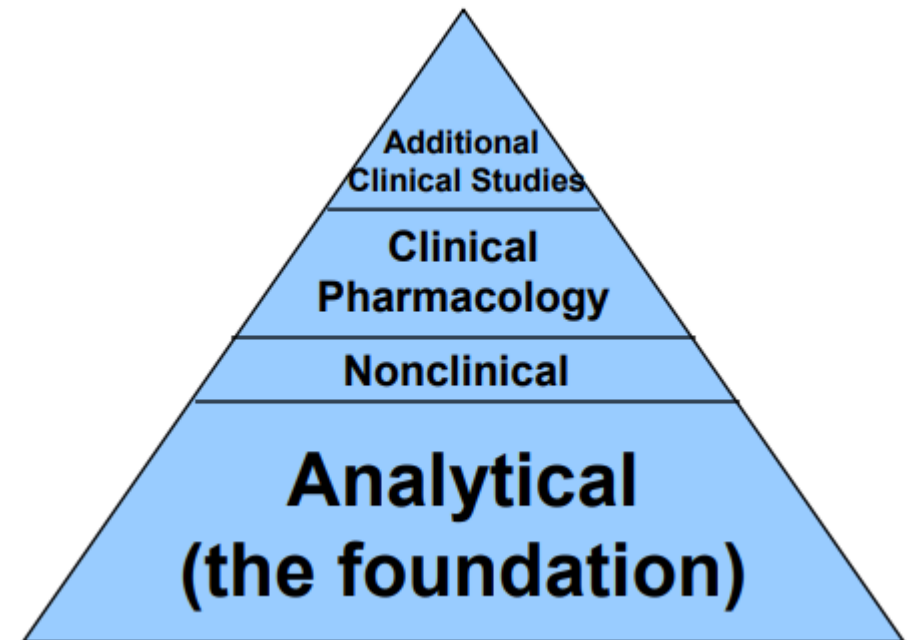 Additional
Clinical Studies
Clinical
Pharmacology
Nonclinical
Analytical
(the foundation)